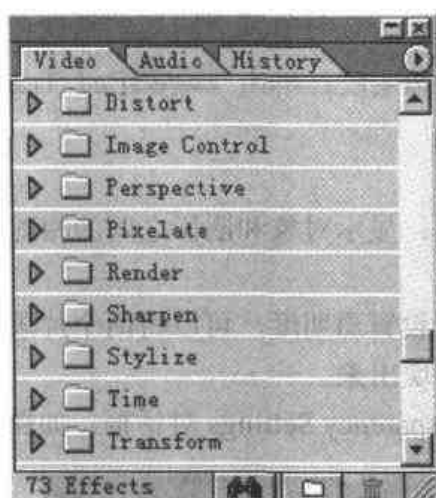 Video Audio History
Distort
Image Control
Perspective
Pixelate
Render
Sharpen
Stylize
Time
Transform
73 Effects